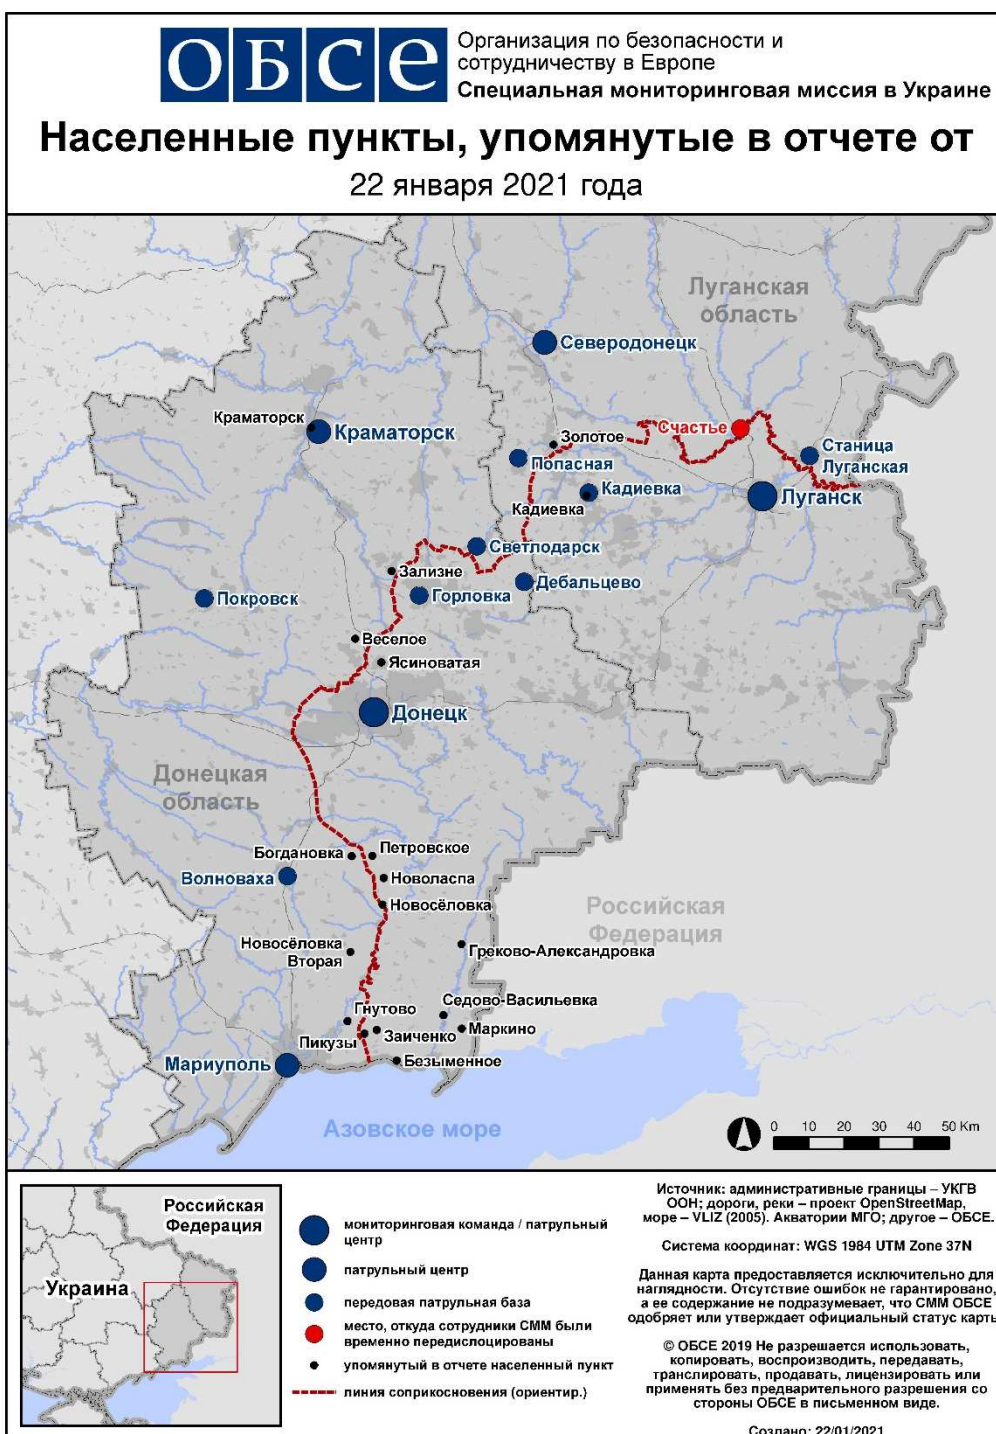 ОБСЕ
Организация по безопасности и
сотрудничеству в Европе
Специальная мониторинговая миссия в Украине
Населенные пункты, упомянутые в отчете от
22 января 2021 года
Луганская
область
Северодонецк
Краматорск
Краматорск
Золотое
Счастье
Станица
Луганская
Попасная
Кадиевка
Кадиевка
Луганск
Светлодарск
Зализне
Дебальцево
Покровск
Горловка
Веселое
Ясиноватая
Донецк
Донецкая
область
Богдановка
Петровское
Волноваха
Новоласпа
Новосёловка
Российская
Федерация
Новосёловка
Вторая
Греково-Александровка
Гнутово
Седово-Васильевка
Пикузы
Заиченко
Маркино
Мариуполь
Безыменное
Азовское море
0 10 20 30 40 50 Km
Российская
Федерация
Украина
мониторинговая команда / патрульный
центр
патрульный центр
передовая патрульная база
место, откуда сотрудники СММ были
временно передислоцированы
упомянутый в отчете населенный пункт
линия соприкосновения (ориентир.)
Источник: административные границы – УКГВ
ООН; дороги, реки – проект OpenStreetMap,
море – VLIZ (2005). Акватории МГО; другое – ОБСЕ.
Система координат: WGS 1984 UTM Zone 37N
Данная карта предоставляется исключительно для
наглядности. Отсутствие ошибок не гарантировано,
а ее содержание не подразумевает, что СММ ОБСЕ
одобряет или утверждает официальный статус карты
© ОБСЕ 2019 Не разрешается использовать,
копировать, воспроизводить, передавать,
транслировать, продавать, лицензировать или
применять без предварительного разрешения со
стороны ОБСЕ в письменном виде.
Создано: 22/01/2021